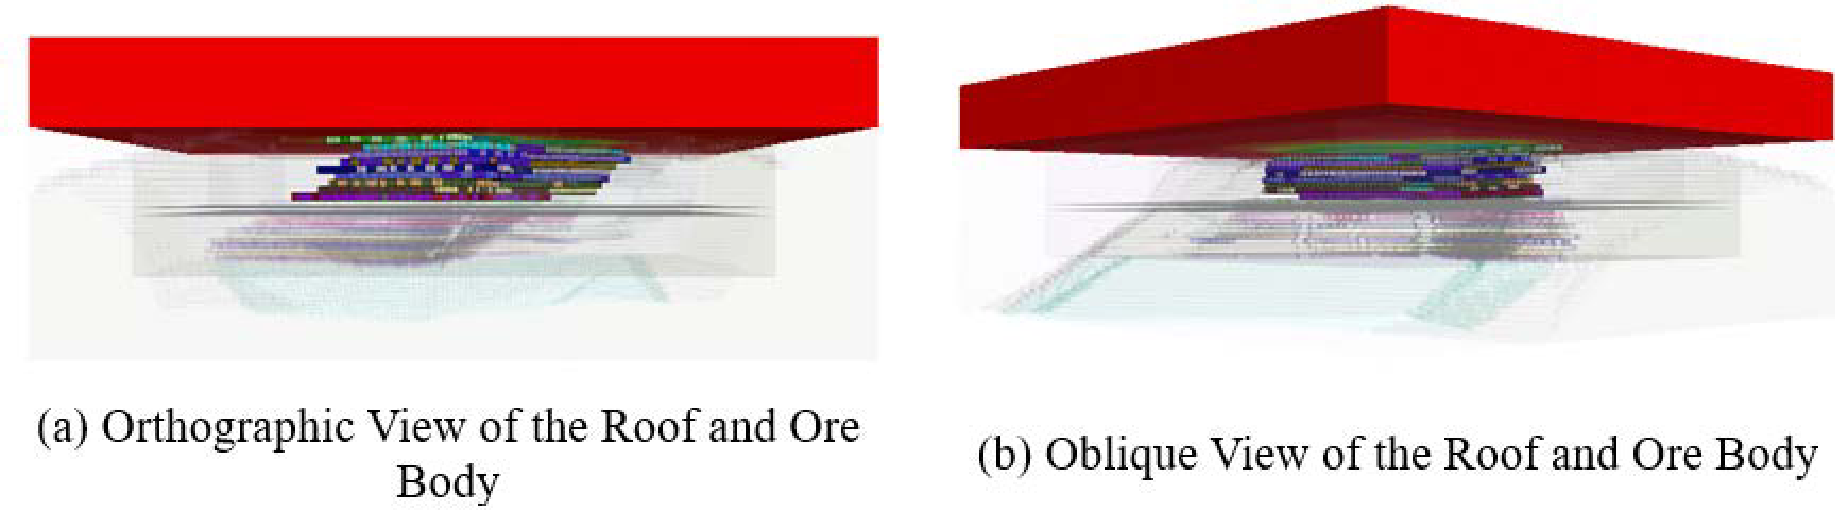 (a) Orthographic View of the Roof and Ore
Body
(b) Oblique View of the Roof and Ore Body